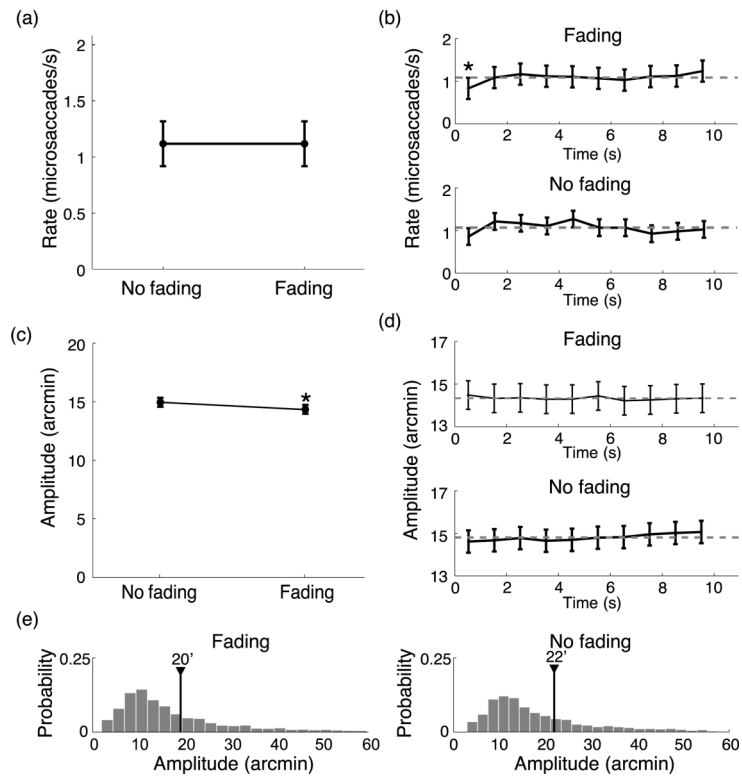 (a)
Rate (microsaccades/s)
2
1.5
1
0.5
0
No fading
Fading
(b)
Rate (microsaccades/s)
Fading
*
2
1
0
0 2 4 6 8 10
Time (s)
No fading
2
1
0
0 2 4 6 8 10
Time (s)
(c)
Amplitude (arcmin)
20
15
10
5
0
*
No fading
Fading
(d)
Amplitude (arcmin)
Fading
17
14
13
0 2 4 6 8 10
Time (s)
No fading
17
15
13
0 2 4 6 8 10
Time (s)
(e)
Probability
Fading
0.25
0
20’
0 10 20 30 40 50 60
Amplitude (arcmin)
Probability
No fading
0.25
0
22’
0 10 20 30 40 50 60
Amplitude (arcmin)